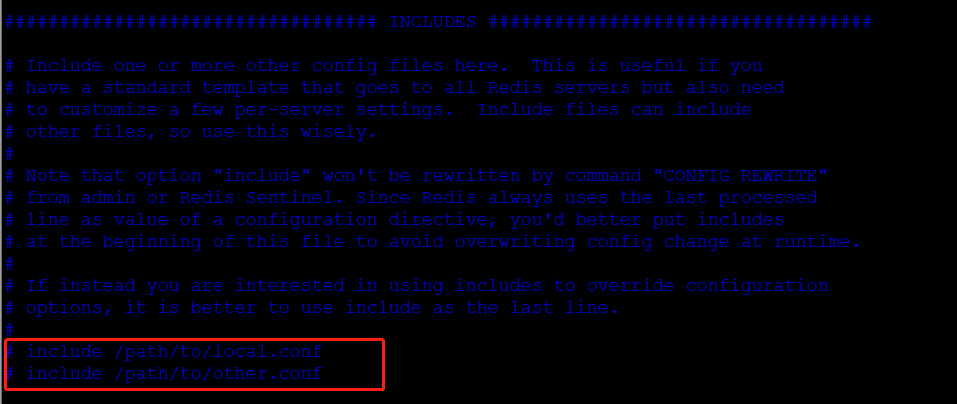 ################################## INCLUDES ###################################
# Include one or more other config files here.  This is useful if you
# have a standard template that goes to all Redis servers but also need
# to customize a few per-server settings.  Include files can include
# other files, so use this wisely.
#
# Note that option "include" won't be rewritten by command "CONFIG REWRITE"
# from admin or Redis Sentinel. Since Redis always uses the last processed
# line as value of a configuration directive, you'd better put includes
# at the beginning of this file to avoid overwriting config change at runtime.
#
# If instead you are interested in using includes to override configuration
# options, it is better to use include as the last line.
#
# include /path/to/local.conf
# include /path/to/other.conf